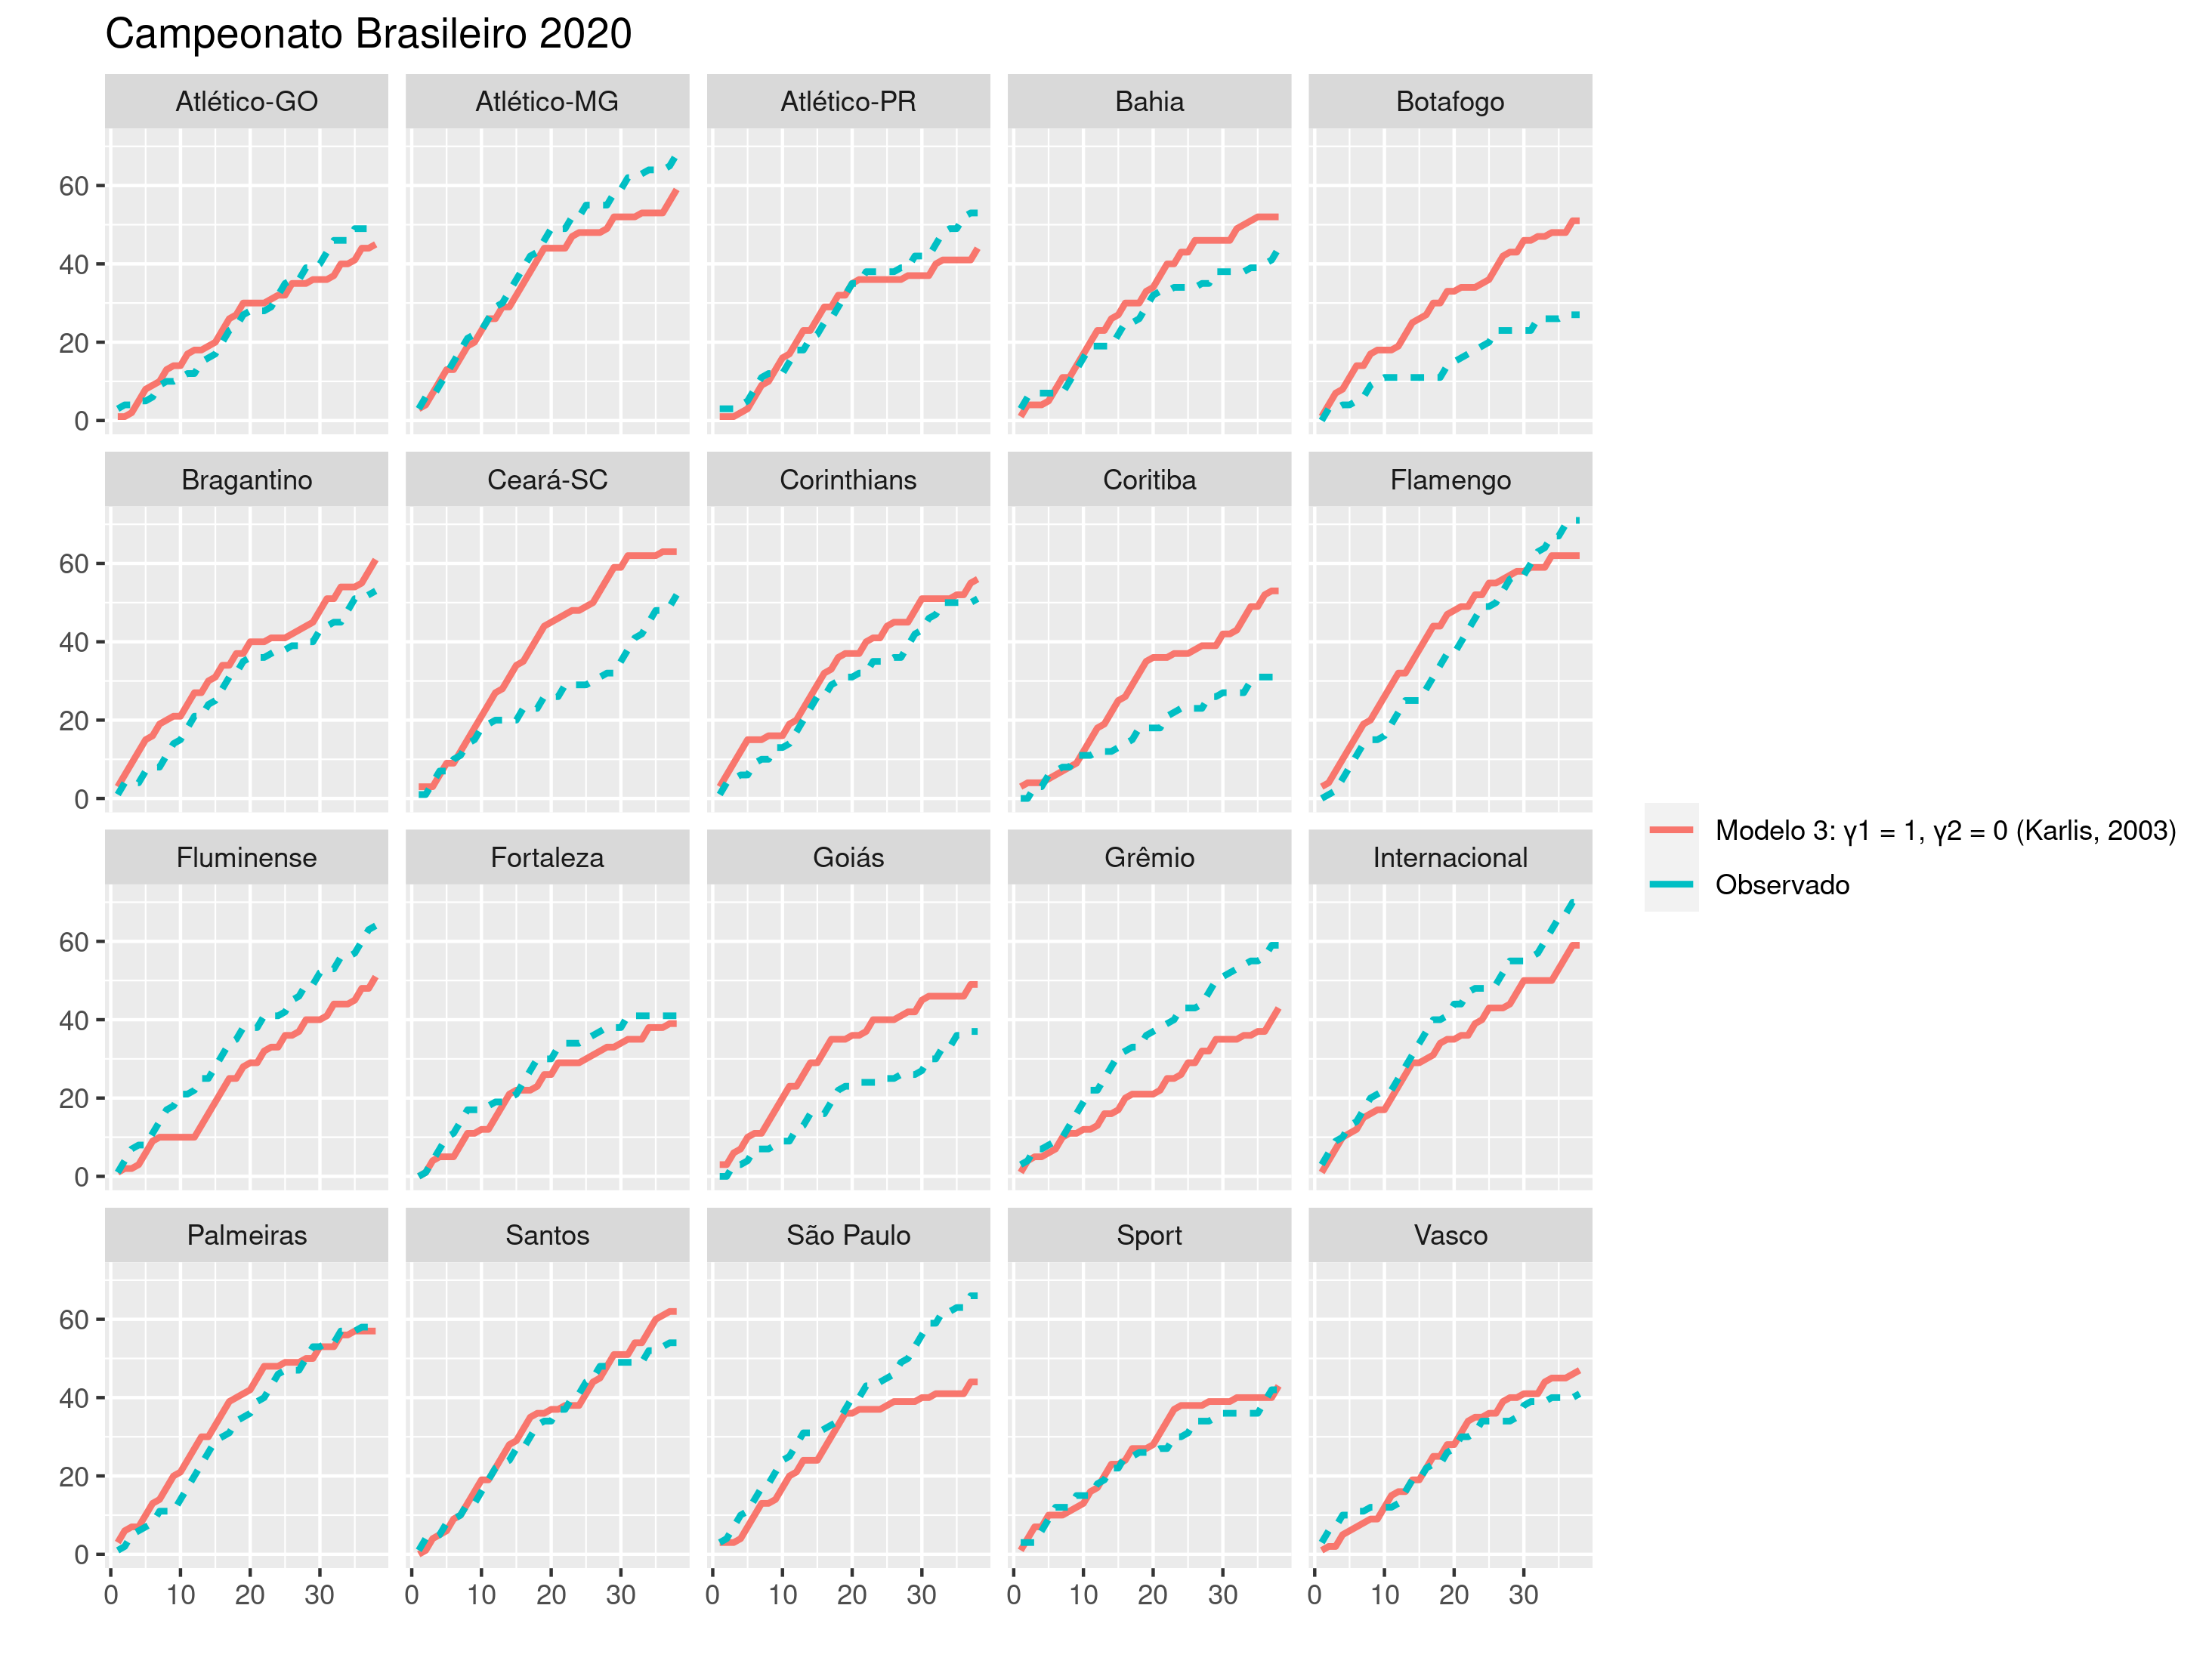 Campeonato Brasileiro 2020
Atlético-GO Atlético-MG Atlético-PR Bahia Botafogo
60
40
20
0
Bragantino Ceará-SC Corinthians Coritiba Flamengo
60
40
20
0
Modelo 3: γ1 = 1, γ2 = 0 (Karlis, 2003)
Observado
Fluminense Fortaleza Goiás Grêmio Internacional
60
40
20
0
Palmeiras Santos São Paulo Sport Vasco
60
40
20
0
0 10 20 30 0 10 20 30 0 10 20 30 0 10 20 30 0 10 20 30